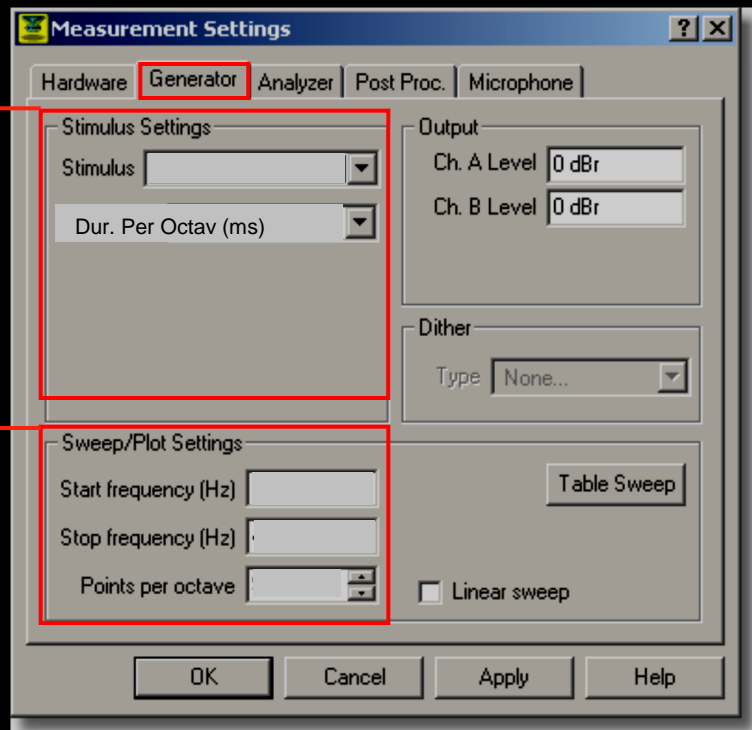 Measurement Settings
Hardware Generator Analyzer Post Proc. Microphone
Stimulus Settings
Stimulus
Dur. Per Octav (ms)
Output
Ch. A Level 0 dBr
Ch. B Level 0 dBr
Dither
Type None...
Sweep/Plot Settings
Start frequency (Hz)
Stop frequency (Hz)
Points per octave
Table Sweep
Linear sweep
OK Cancel Apply Help